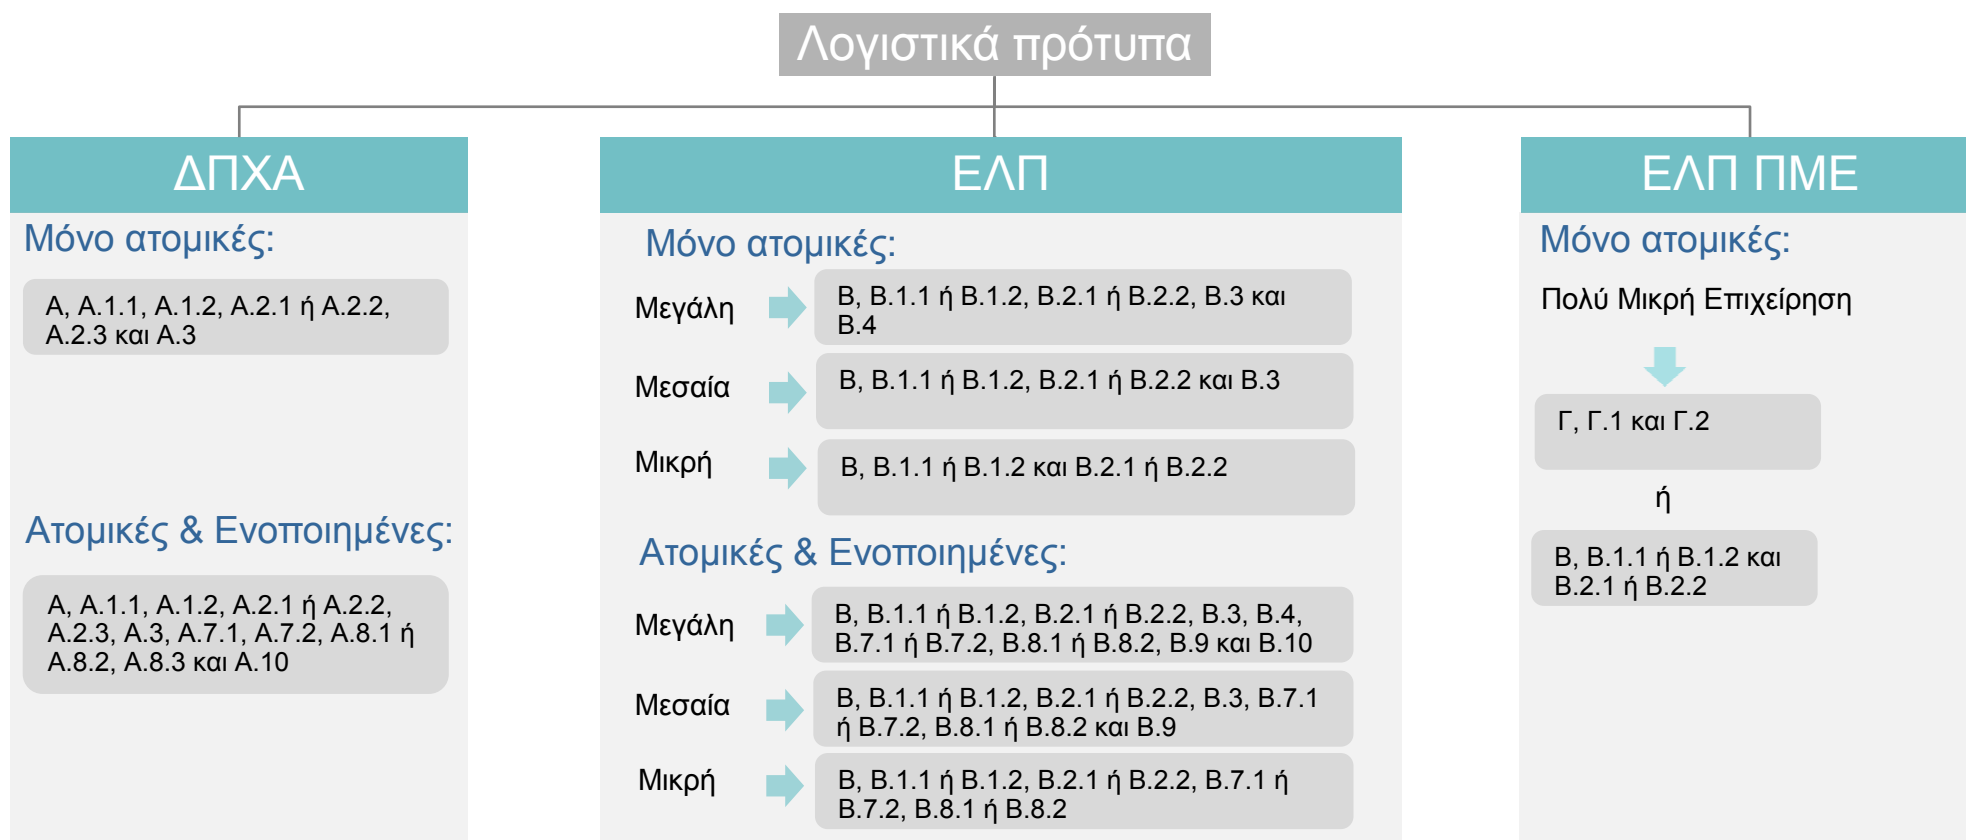 Λογιστικά πρότυπα
ΔΠΧΑ
Μόνο ατομικές:
Α, Α.1.1, Α.1.2, Α.2.1 ή Α.2.2,
Α.2.3 και Α.3
Ατομικές & Ενοποιημένες:
Α, Α.1.1, Α.1.2, Α.2.1 ή Α.2.2,
Α.2.3, Α.3, Α.7.1, Α.7.2, Α.8.1 ή
Α.8.2, Α.8.3 και Α.10
ΕΛΠ
Μόνο ατομικές:
Μεγάλη
Β, Β.1.1 ή Β.1.2, Β.2.1 ή Β.2.2, Β.3 και
Β.4
Μεσαία
Β, Β.1.1 ή Β.1.2, Β.2.1 ή Β.2.2 και Β.3
Μικρή
Β, Β.1.1 ή Β.1.2 και Β.2.1 ή Β.2.2
Ατομικές & Ενοποιημένες:
Μεγάλη
Β, Β.1.1 ή Β.1.2, Β.2.1 ή Β.2.2, Β.3, Β.4,
Β.7.1 ή Β.7.2, Β.8.1 ή Β.8.2, Β.9 και Β.10
Μεσαία
Β, Β.1.1 ή Β.1.2, Β.2.1 ή Β.2.2, Β.3, Β.7.1
ή Β.7.2, Β.8.1 ή Β.8.2 και Β.9
Μικρή
Β, Β.1.1 ή Β.1.2, Β.2.1 ή Β.2.2, Β.7.1 ή
Β.7.2, Β.8.1 ή Β.8.2
ΕΛΠ ΠΜΕ
Μόνο ατομικές:
Πολύ Μικρή Επιχείρηση
Γ, Γ.1 και Γ.2
ή
Β, Β.1.1 ή Β.1.2 και
Β.2.1 ή Β.2.2